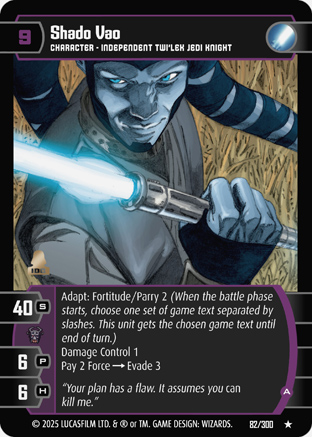 9
Shado Vao
CHARACTER - INDEPENDENT TWI'LEK JEDI KNIGHT
40 S
Adapt: Fortitude/Parry 2 (When the battle phase
starts, choose one set of game text separated by
slashes. This unit gets the chosen game text until
end of turn.)
6 P
Damage Control 1
Pay 2 Force → Evade 3
6 H
"Your plan has a flaw. It assumes you can
kill me."
A
© 2025 LUCASFILM LTD. & ® or TM. GAME DESIGN: WIZARDS. 82/300 ★